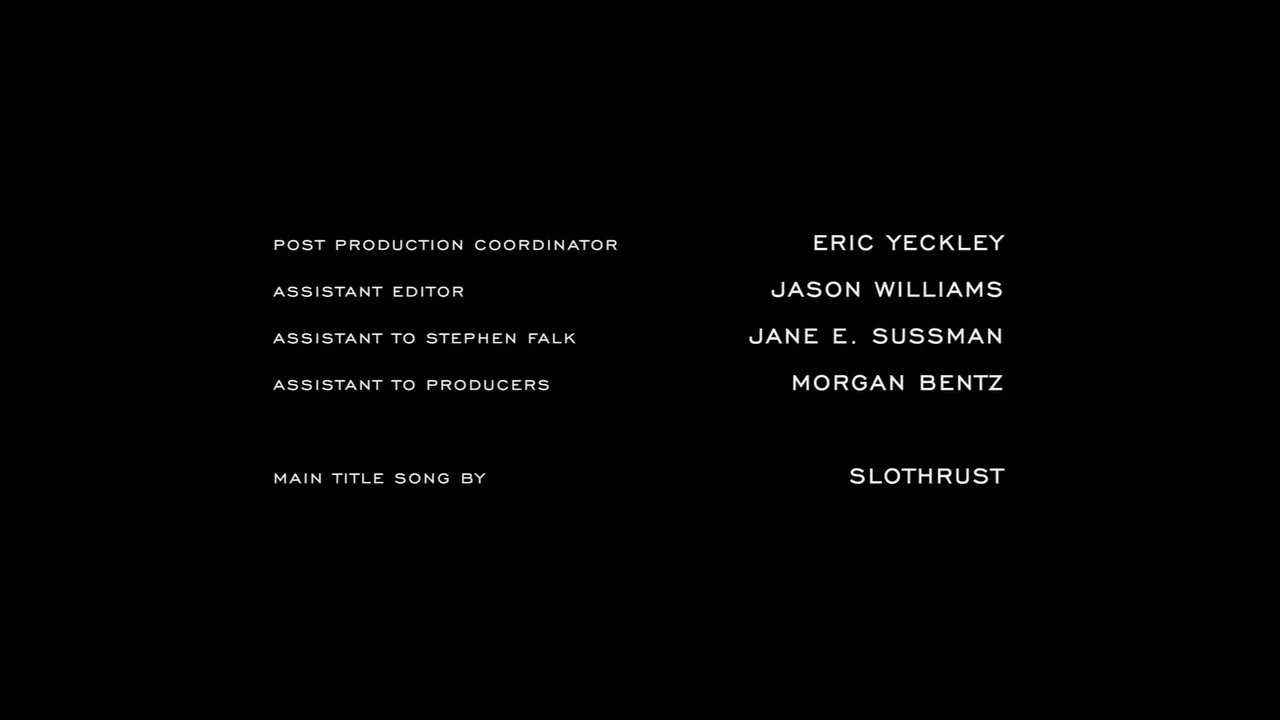 POST PRODUCTION COORDINATOR ERIC YECKLEY
ASSISTANT EDITOR JASON WILLIAMS
ASSISTANT TO STEPHEN FALK JANE E. SUSSMAN
ASSISTANT TO PRODUCERS MORGAN BENTZ
MAIN TITLE SONG BY SLOTHRUST